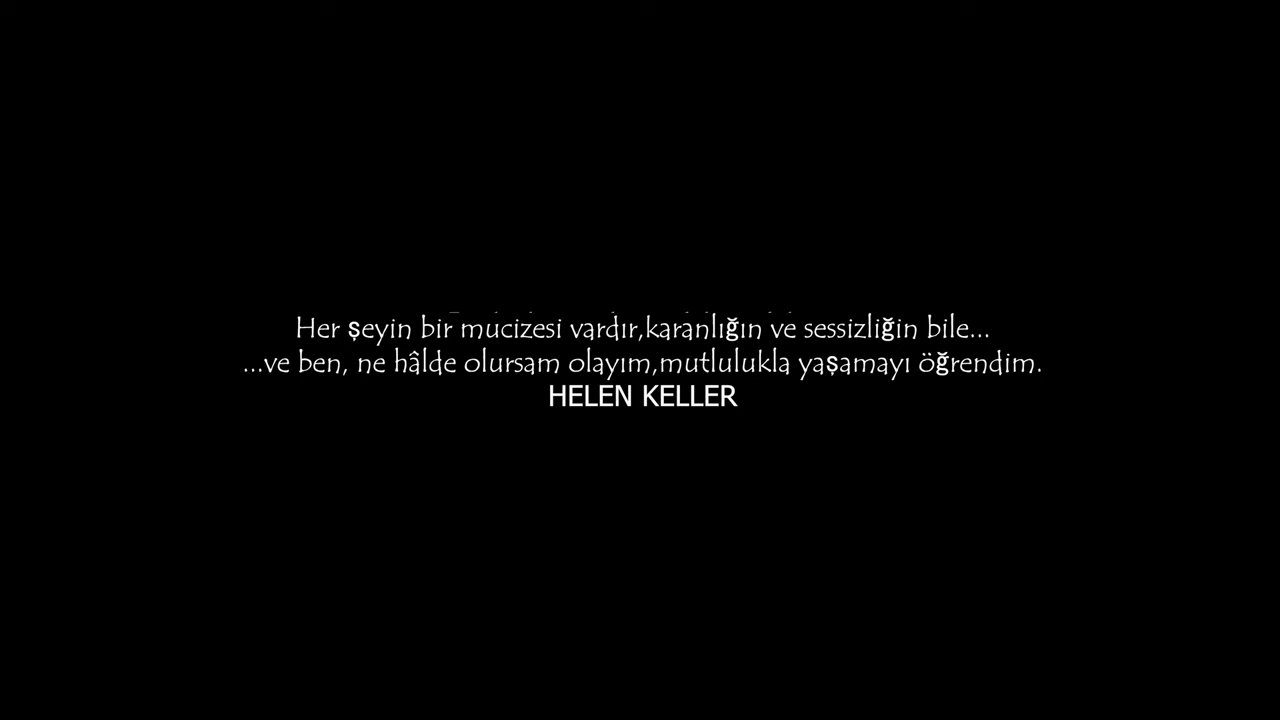 Her şeyin bir mucizesi vardır,karanlığın ve sessizliğin bile...
...ve ben, ne hâlde olursam olayım,mutlulukla yaşamayı öğrendim.
HELEN KELLER